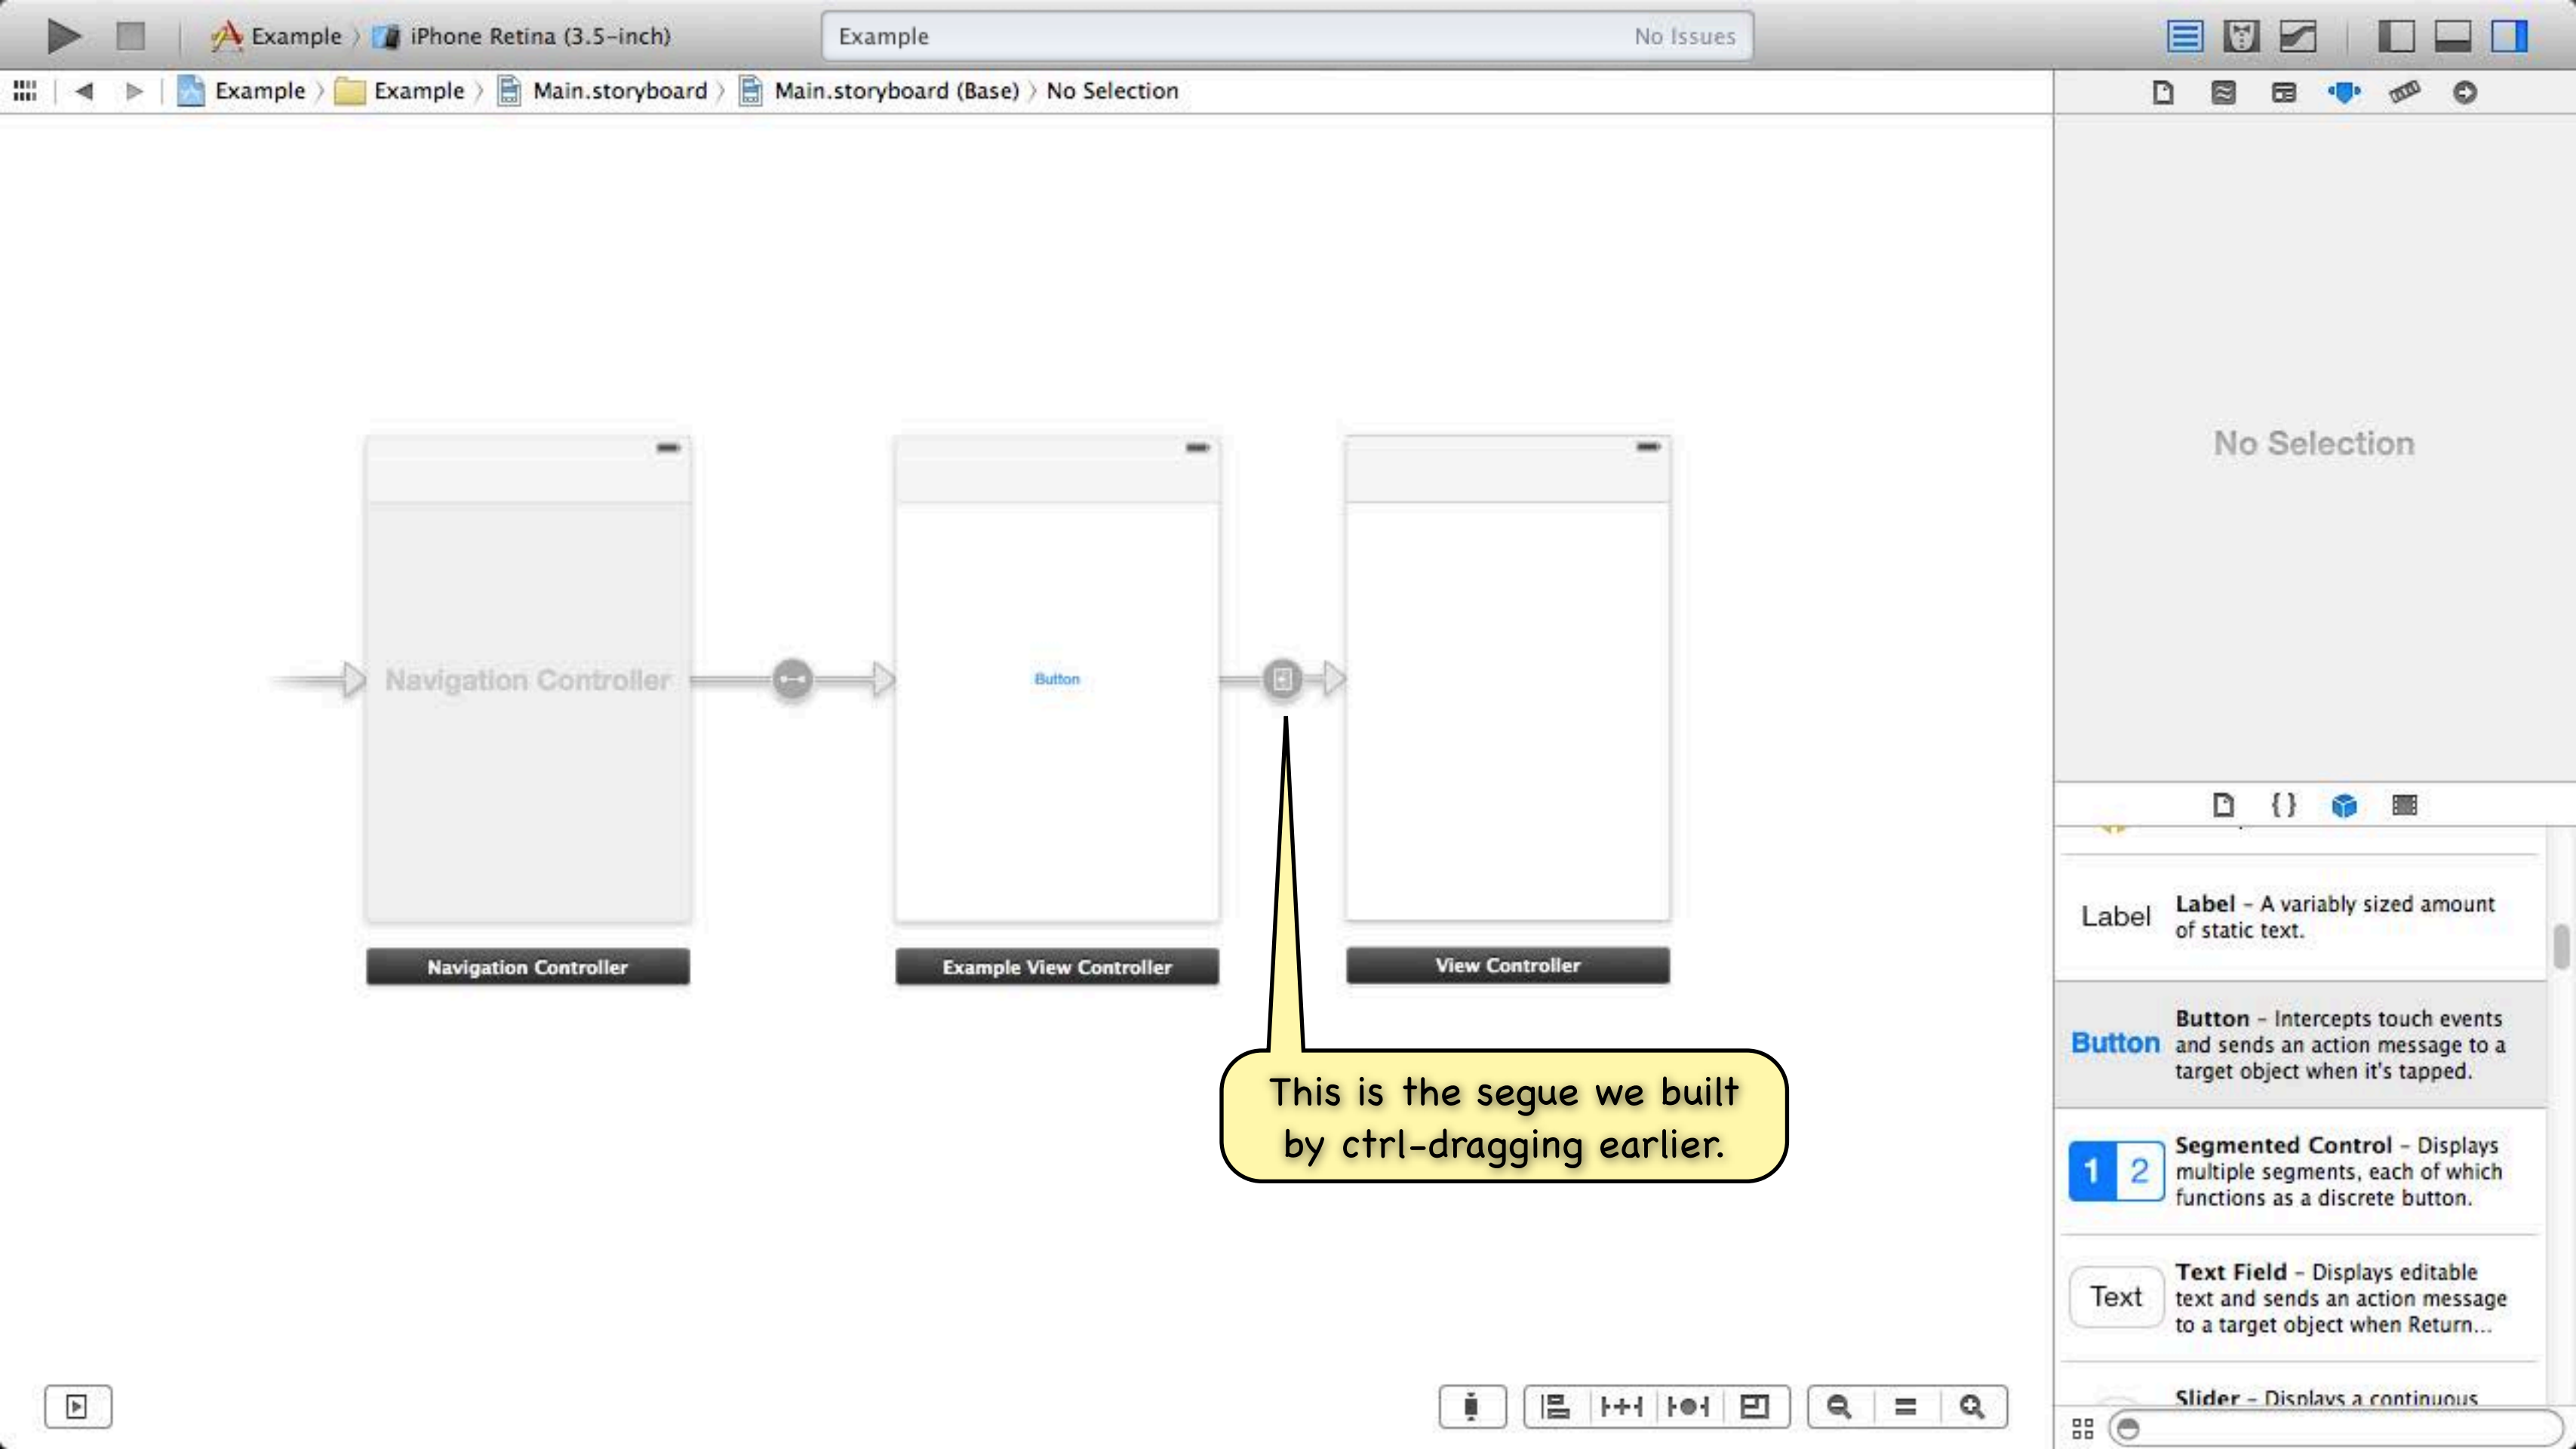 Example 〉 iPhone Retina (3.5-inch)
Example
No Issues
Example 〉 Example 〉 Main.storyboard 〉 Main.storyboard (Base) 〉 No Selection
No Selection
Navigation Controller
Button
Navigation Controller
Example View Controller
View Controller
This is the segue we built
by ctrl-dragging earlier.
Label
Label – A variably sized amount
of static text.
Button
Button – Intercepts touch events
and sends an action message to a
target object when it's tapped.
1 2
Segmented Control – Displays
multiple segments, each of which
functions as a discrete button.
Text
Text Field – Displays editable
text and sends an action message
to a target object when Return...
Slider – Displays a continuous